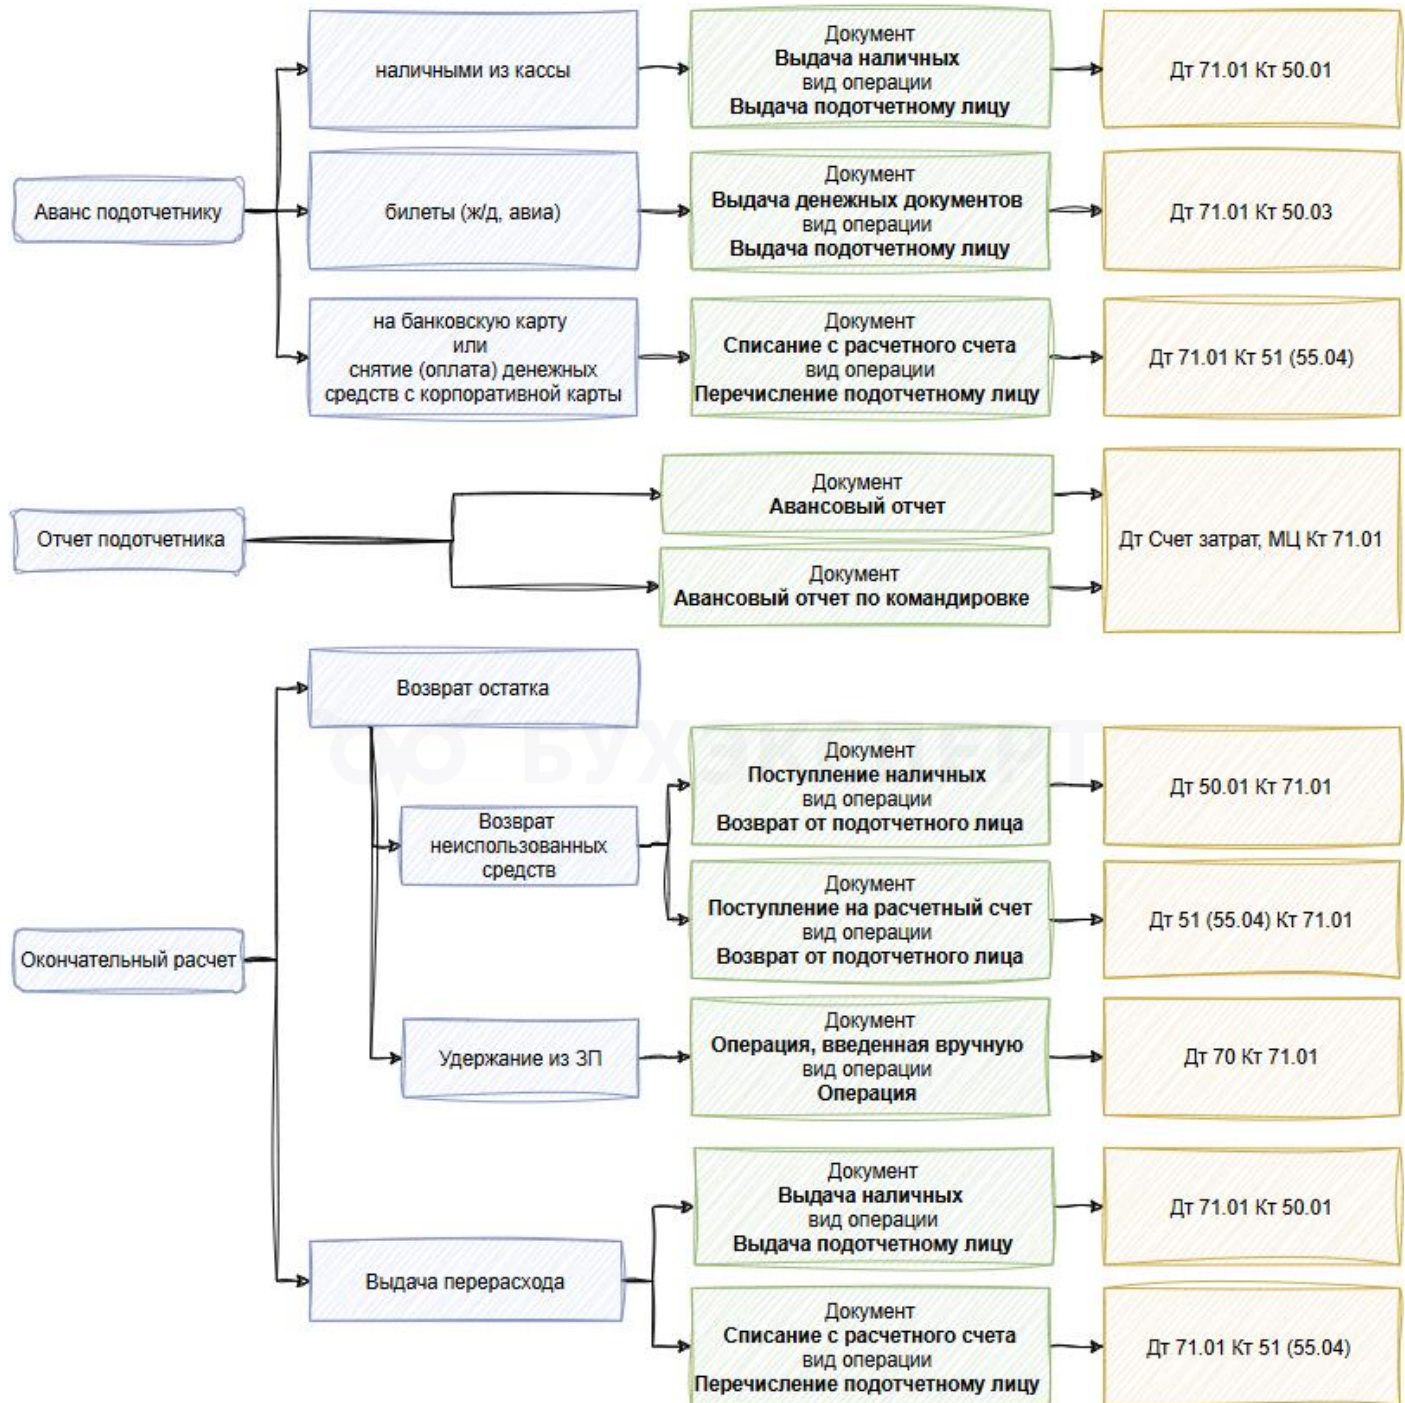 наличными из кассы
Документ
Выдача наличных
вид операции
Выдача подотчетному лицу
Дт 71.01 Кт 50.01
Аванс подотчетнику
билеты (ж/д, авиа)
Документ
Выдача денежных документов
вид операции
Выдача подотчетному лицу
Дт 71.01 Кт 50.03
на банковскую карту
или
снятие (оплата) денежных
средств с корпоративной карты
Документ
Списание с расчетного счета
вид операции
Перечисление подотчетному лицу
Дт 71.01 Кт 51 (55.04)
Отчет подотчетника
Документ
Авансовый отчет
Документ
Авансовый отчет по командировке
Дт Счет затрат, МЦ Кт 71.01
Окончательный расчет
Возврат остатка
БУХЭКСПЕРТ
Возврат
неиспользованных
средств
Документ
Поступление наличных
вид операции
Возврат от подотчетного лица
Дт 50.01 Кт 71.01
Документ
Поступление на расчетный счет
вид операции
Возврат от подотчетного лица
Дт 51 (55.04) Кт 71.01
Удержание из ЗП
Документ
Операция, введенная вручную
вид операции
Операция
Дт 70 Кт 71.01
Выдача перерасхода
Документ
Выдача наличных
вид операции
Выдача подотчетному лицу
Дт 71.01 Кт 50.01
Документ
Списание с расчетного счета
вид операции
Перечисление подотчетному лицу
Дт 71.01 Кт 51 (55.04)